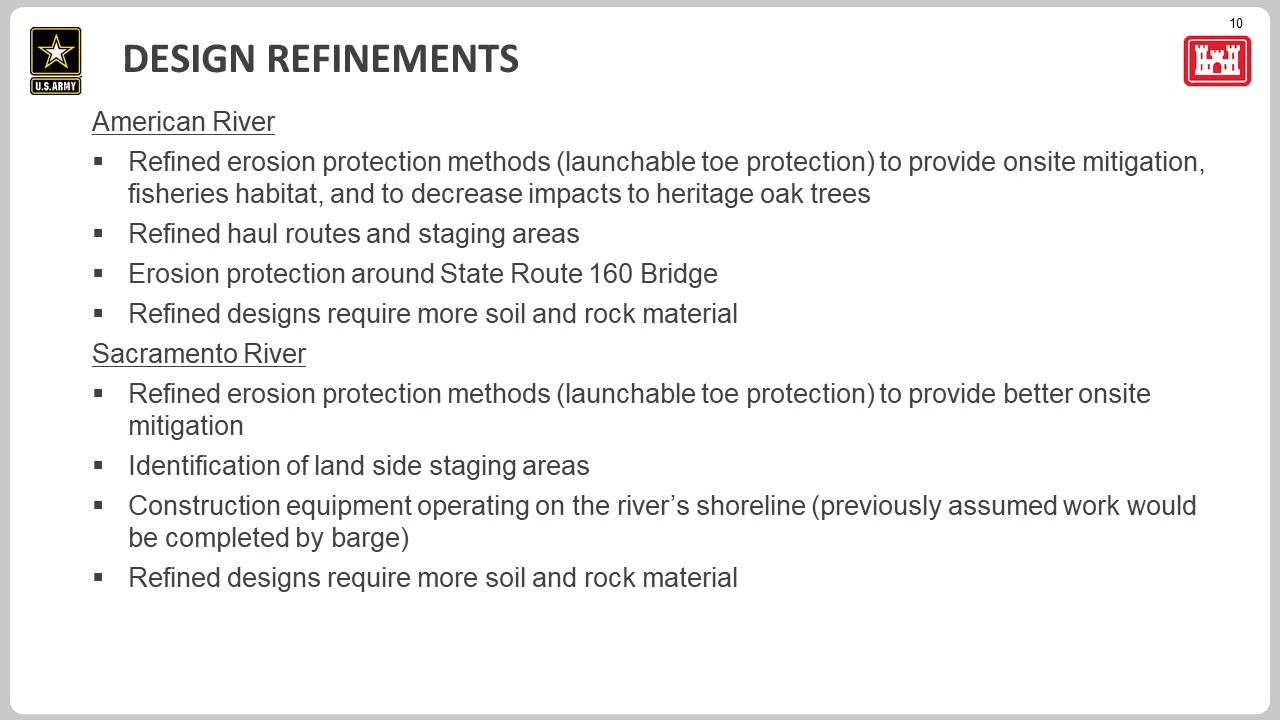 10
U.S.ARMY
DESIGN REFINEMENTS
American River
▪ Refined erosion protection methods (launchable toe protection) to provide onsite mitigation,
fisheries habitat, and to decrease impacts to heritage oak trees
▪ Refined haul routes and staging areas
▪ Erosion protection around State Route 160 Bridge
▪ Refined designs require more soil and rock material
Sacramento River
▪ Refined erosion protection methods (launchable toe protection) to provide better onsite
mitigation
▪ Identification of land side staging areas
▪ Construction equipment operating on the river’s shoreline (previously assumed work would
be completed by barge)
▪ Refined designs require more soil and rock material